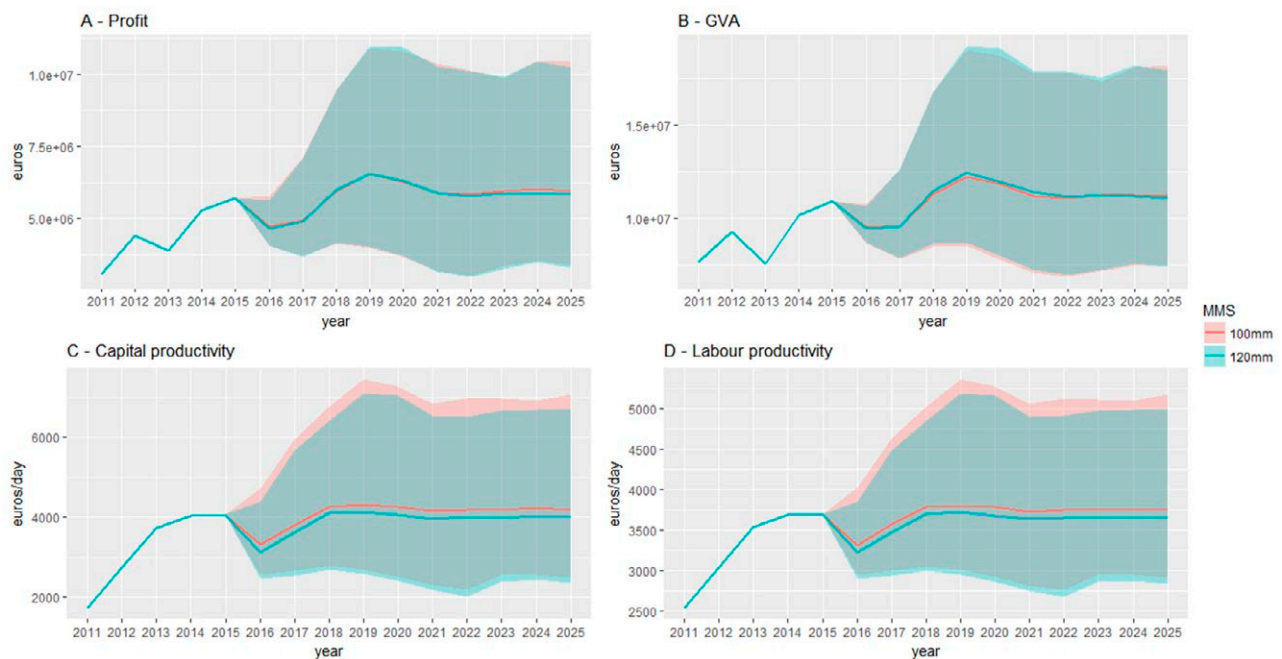 A - Profit
1.0e+07
7.5e+06
5.0e+06
euros
2011 2012 2013 2014 2015 2016 2017 2018 2019 2020 2021 2022 2023 2024 2025
year
B - GVA
1.5e+07
1.0e+07
euros
2011 2012 2013 2014 2015 2016 2017 2018 2019 2020 2021 2022 2023 2024 2025
year
C - Capital productivity
6000
4000
2000
euros/day
2011 2012 2013 2014 2015 2016 2017 2018 2019 2020 2021 2022 2023 2024 2025
year
D - Labour productivity
5000
4500
4000
3500
3000
2500
euros/day
2011 2012 2013 2014 2015 2016 2017 2018 2019 2020 2021 2022 2023 2024 2025
year
MMS
100mm
120mm